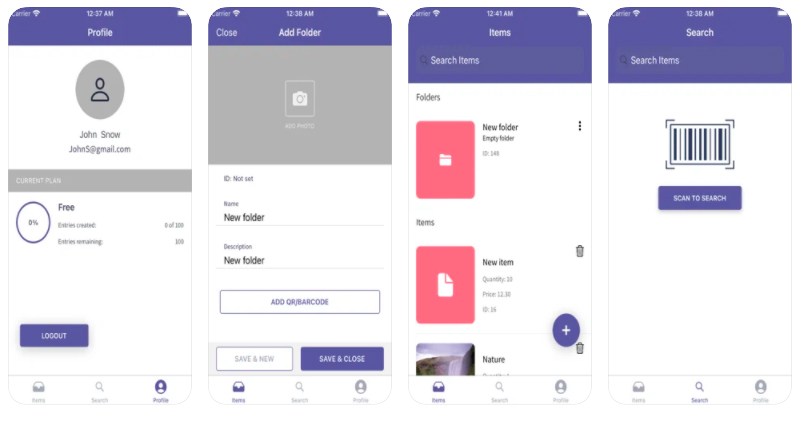 Carrier 12:37 AM
Profile
John Snow
JohnS@gmail.com
CURRENT PLAN
0%
Free
Entries created: 0 of 100
Entries remaining: 100
LOGOUT
Items Search Profile
Carrier 12:38 AM
Close Add Folder
ADD PHOTO
ID: Not set
Name
New folder
Description
New folder
ADD QR/BARCODE
SAVE & NEW SAVE & CLOSE
Items Search Profile
Carrier 12:41 AM
Items
Search Items
Folders
New folder
Empty folder
ID: 148
Items
New item
Quantity: 10
Price: 12.30
ID: 16
+
Nature
Items Search Profile
Carrier 12:38 AM
Search
Search Items
SCAN TO SEARCH
Items Search Profile